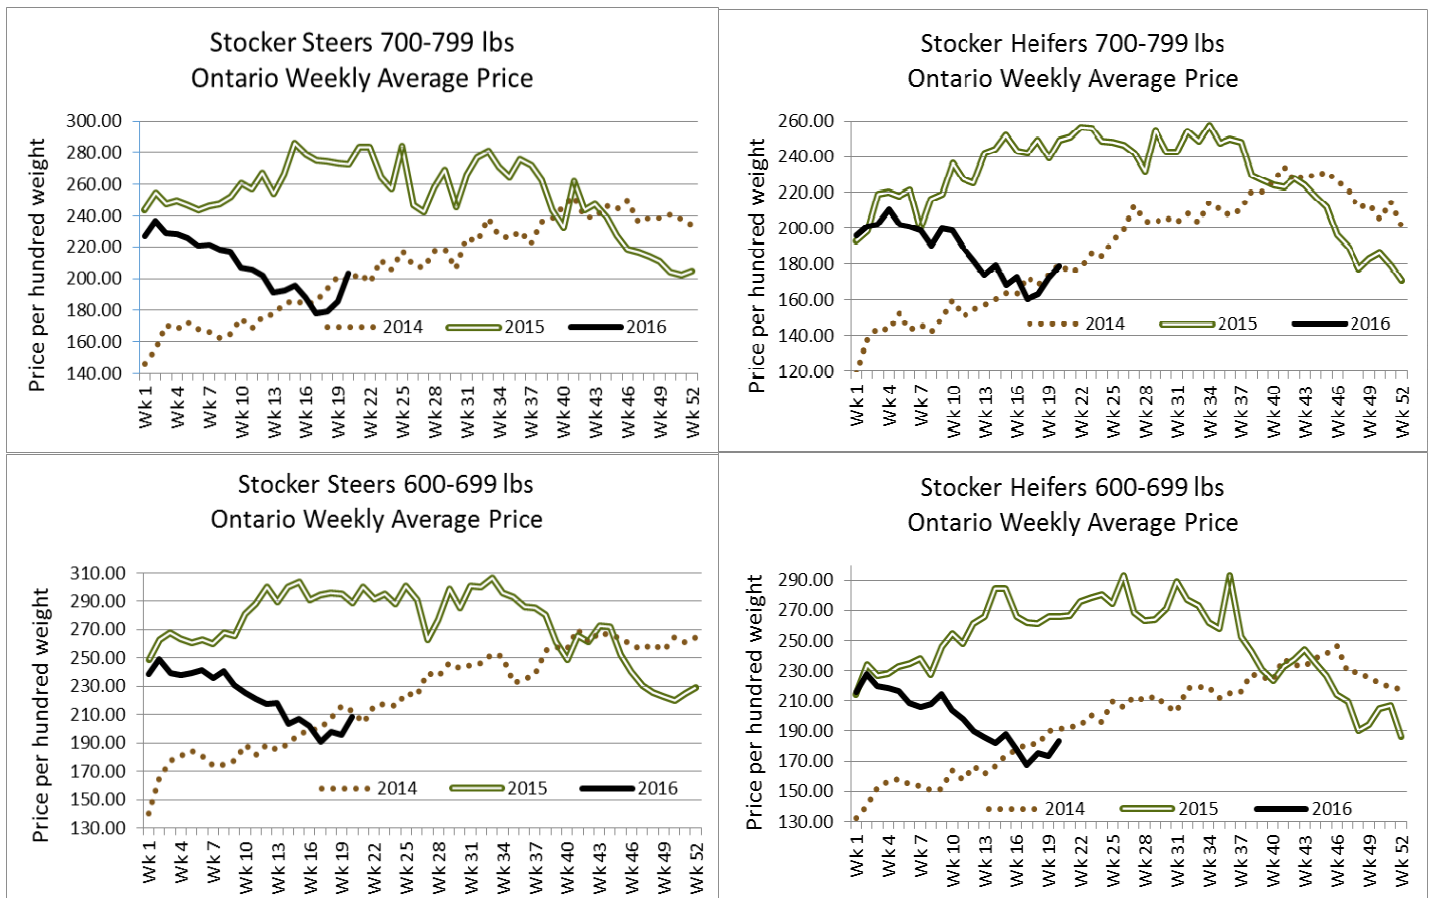 Stocker Steers 700-799 lbs
Ontario Weekly Average Price
Price per hundred weight
300.00
280.00
260.00
240.00
220.00
200.00
180.00
160.00
140.00
2014 2015 2016
Wk 1 Wk 4 Wk 7 Wk 10 Wk 13 Wk 16 Wk 19 Wk 22 Wk 25 Wk 28 Wk 31 Wk 34 Wk 37 Wk 40 Wk 43 Wk 46 Wk 49 Wk 52
Stocker Heifers 700-799 lbs
Ontario Weekly Average Price
Price per hundred weight
260.00
240.00
220.00
200.00
180.00
160.00
140.00
120.00
2014 2015 2016
Wk 1 Wk 4 Wk 7 Wk 10 Wk 13 Wk 16 Wk 19 Wk 22 Wk 25 Wk 28 Wk 31 Wk 34 Wk 37 Wk 40 Wk 43 Wk 46 Wk 49 Wk 52
Stocker Steers 600-699 lbs
Ontario Weekly Average Price
Price per hundred weight
310.00
290.00
270.00
250.00
230.00
210.00
190.00
170.00
150.00
130.00
2014 2015 2016
Wk 1 Wk 4 Wk 7 Wk 10 Wk 13 Wk 16 Wk 19 Wk 22 Wk 25 Wk 28 Wk 31 Wk 34 Wk 37 Wk 40 Wk 43 Wk 46 Wk 49 Wk 52
Stocker Heifers 600-699 lbs
Ontario Weekly Average Price
Price per hundred weight
290.00
270.00
250.00
230.00
210.00
190.00
170.00
150.00
130.00
2014 2015 2016
Wk 1 Wk 4 Wk 7 Wk 10 Wk 13 Wk 16 Wk 19 Wk 22 Wk 25 Wk 28 Wk 31 Wk 34 Wk 37 Wk 40 Wk 43 Wk 46 Wk 49 Wk 52